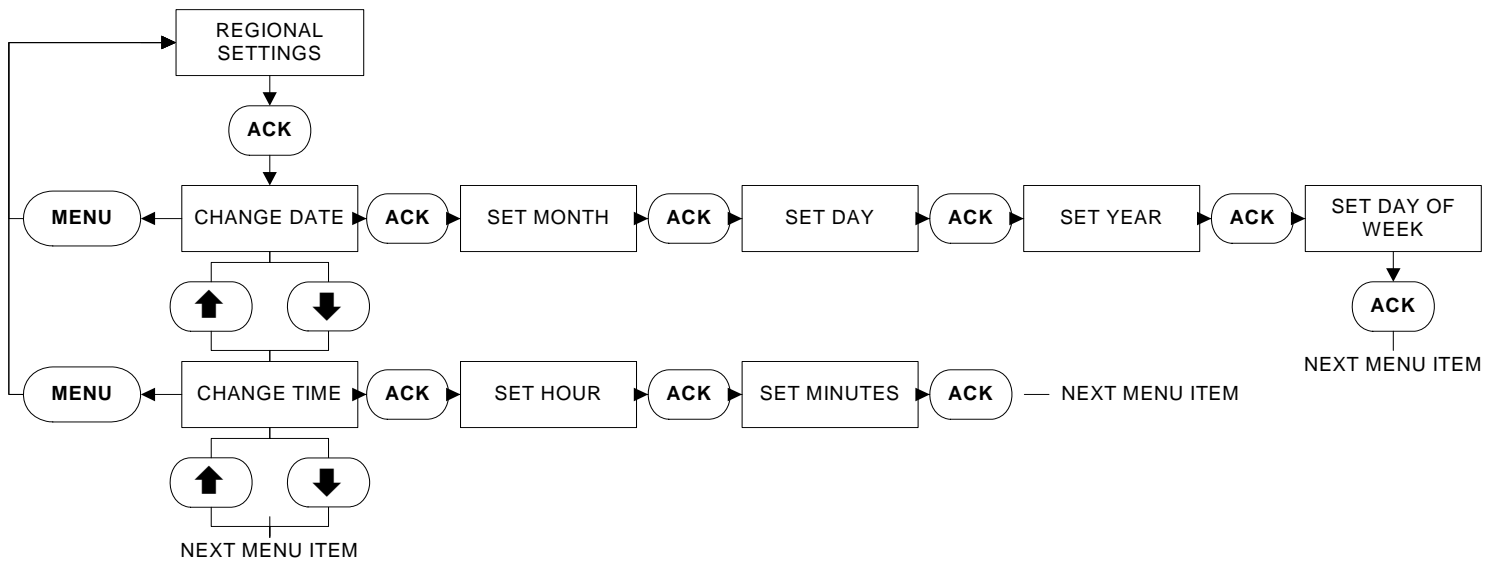 REGIONAL
SETTINGS
ACK
MENU
CHANGE DATE
ACK
SET MONTH
ACK
SET DAY
ACK
SET YEAR
ACK
SET DAY OF
WEEK
ACK
NEXT MENU ITEM
MENU
CHANGE TIME
ACK
SET HOUR
ACK
SET MINUTES
ACK
NEXT MENU ITEM
NEXT MENU ITEM